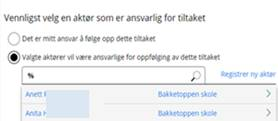 Vennligst velg en aktør som er ansvarlig for tiltaket
Det er mitt ansvar å følge opp dette tiltaket
Valgte aktører vil være ansvarlige for oppfølging av dette tiltaket
% Registrer ny aktør
Anett Bakketoppen skole
Anita Bakketoppen skole